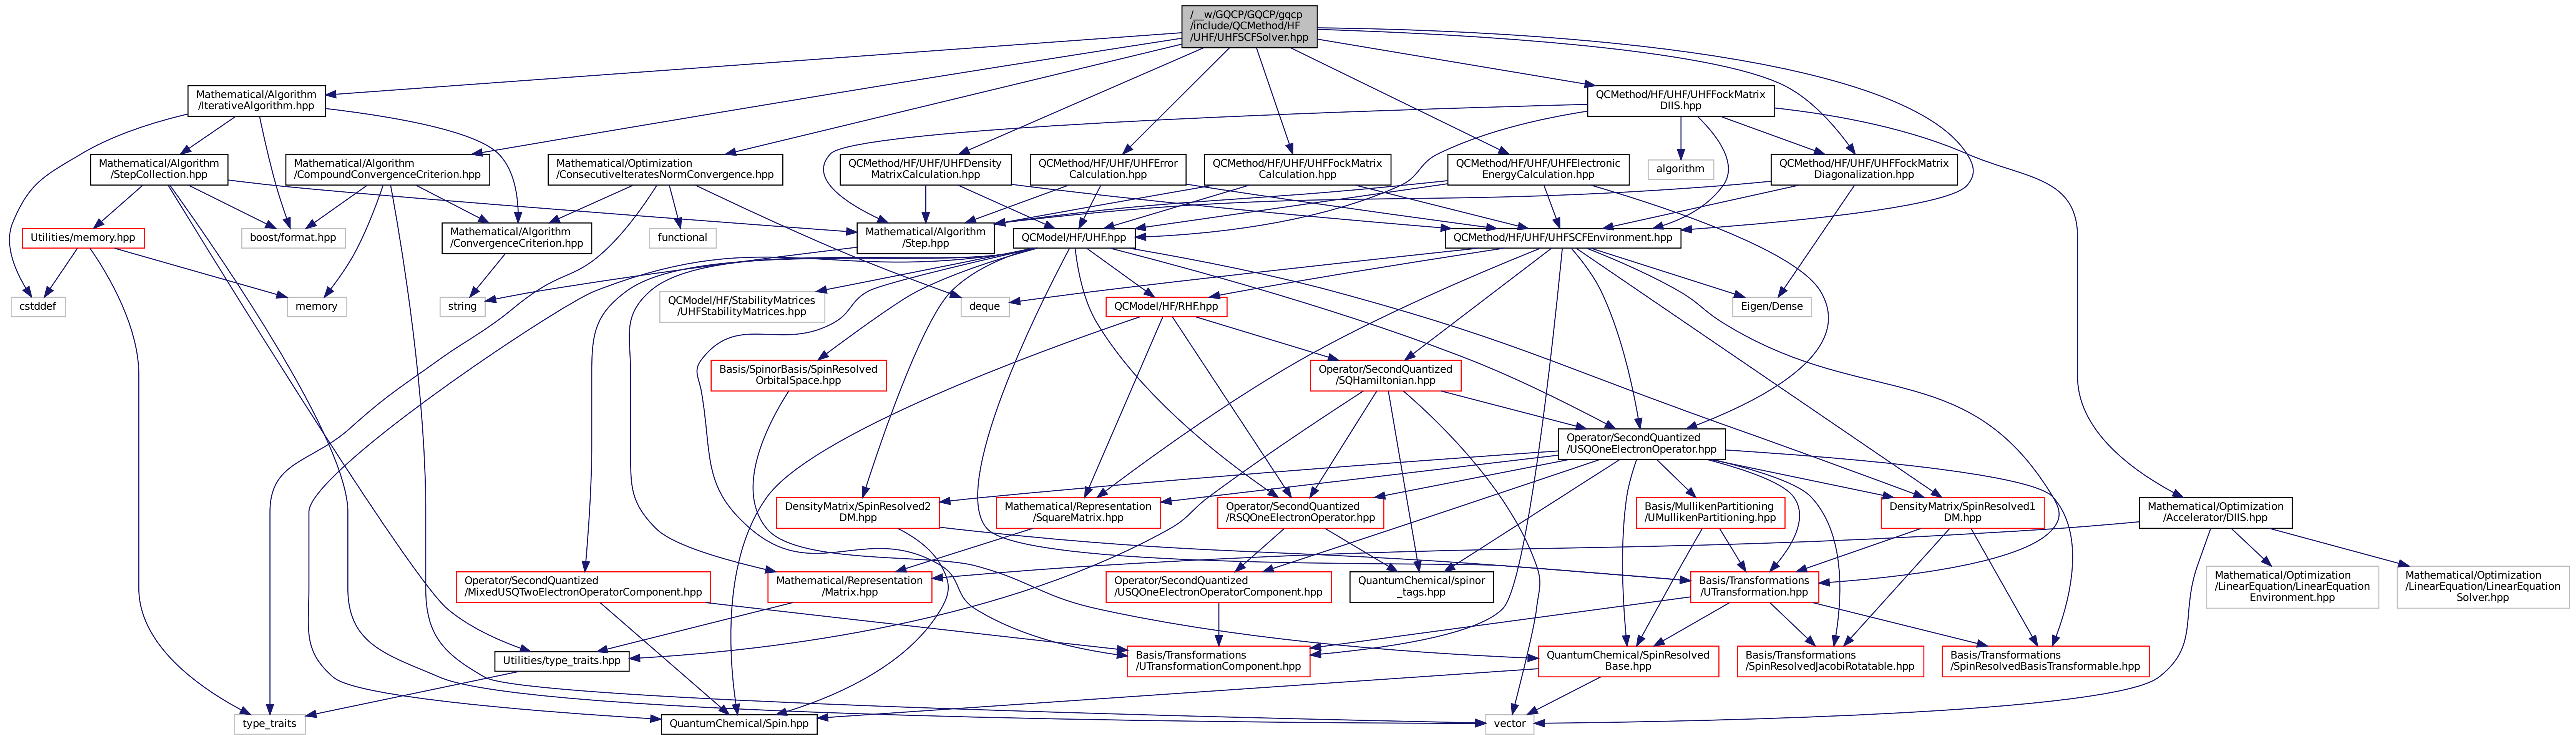 /__w/GQCP/GQCP/gqcp
/include/QCMethod/HF
/UHF/UHFSCFSolver.hpp
Mathematical/Algorithm
/IterativeAlgorithm.hpp
QCMethod/HF/UHF/UHFFockMatrix
DIIS.hpp
Mathematical/Algorithm
/StepCollection.hpp
Mathematical/Algorithm
/CompoundConvergenceCriterion.hpp
Mathematical/Optimization
/ConsecutiveIteratesNormConvergence.hpp
QCMethod/HF/UHF/UHFDensity
MatrixCalculation.hpp
QCMethod/HF/UHF/UHFError
Calculation.hpp
QCMethod/HF/UHF/UHFFockMatrix
Calculation.hpp
QCMethod/HF/UHF/UHFElectronic
EnergyCalculation.hpp
algorithm
QCMethod/HF/UHF/UHFFockMatrix
Diagonalization.hpp
Utilities/memory.hpp
boost/format.hpp
Mathematical/Algorithm
/ConvergenceCriterion.hpp
functional
Mathematical/Algorithm
/Step.hpp
QCModel/HF/UHF.hpp
QCMethod/HF/UHF/UHFSCFEnvironment.hpp
cstddef
memory
string
QCModel/HF/StabilityMatrices
/UHFStabilityMatrices.hpp
deque
QCModel/HF/RHF.hpp
Eigen/Dense
Basis/SpinorBasis/SpinResolved
OrbitalSpace.hpp
Operator/SecondQuantized
/SQHamiltonian.hpp
Operator/SecondQuantized
/USQOneElectronOperator.hpp
DensityMatrix/SpinResolved2
DM.hpp
Mathematical/Representation
/SquareMatrix.hpp
Operator/SecondQuantized
/RSQOneElectronOperator.hpp
Basis/MullikenPartitioning
/UMullikenPartitioning.hpp
DensityMatrix/SpinResolved1
DM.hpp
Mathematical/Optimization
/Accelerator/DIIS.hpp
Operator/SecondQuantized
/MixedUSQTwoElectronOperatorComponent.hpp
Mathematical/Representation
/Matrix.hpp
Operator/SecondQuantized
/USQOneElectronOperatorComponent.hpp
QuantumChemical/spinor
_tags.hpp
Basis/Transformations
/UTransformation.hpp
Mathematical/Optimization
/LinearEquation/LinearEquation
Environment.hpp
Mathematical/Optimization
/LinearEquation/LinearEquation
Solver.hpp
Utilities/type_traits.hpp
Basis/Transformations
/UTransformationComponent.hpp
QuantumChemical/SpinResolved
Base.hpp
Basis/Transformations
/SpinResolvedJacobiRotatable.hpp
Basis/Transformations
/SpinResolvedBasisTransformable.hpp
type_traits
QuantumChemical/Spin.hpp
vector